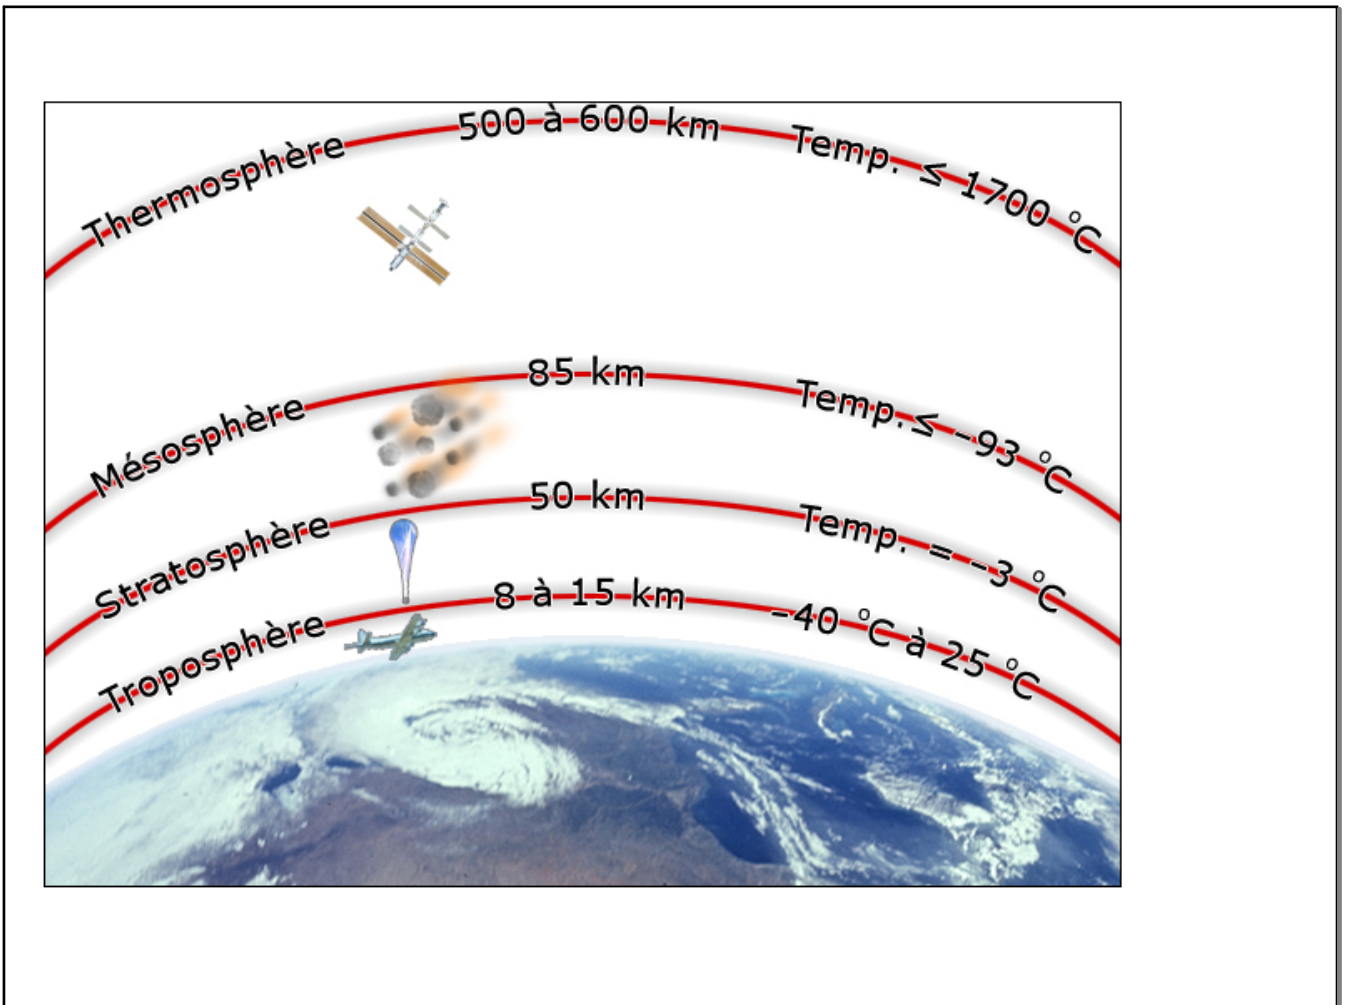 Thermosphère 500 à 600 km Temp. ≤ 1700 °C
Mésosphère 85 km Temp.≤ -93 °C
Stratosphère 50 km Temp. = -3 °C
Troposphère 8 à 15 km -40 °C à 25 °C